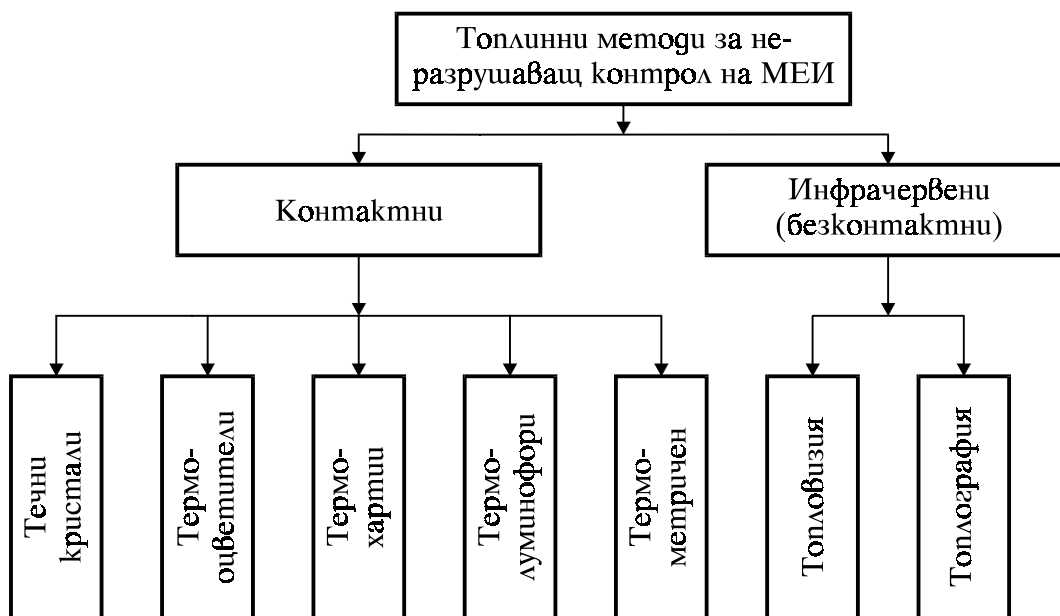 Топлинни методи за не-
разрушаващ контрол на МЕИ
Контактни
Инфрачервени
(безконтактни)
Течни
кристали
Термо-
оцветители
Термо-
хартии
Термо-
луминофори
Термо-
метричен
Топловизия
Топлография